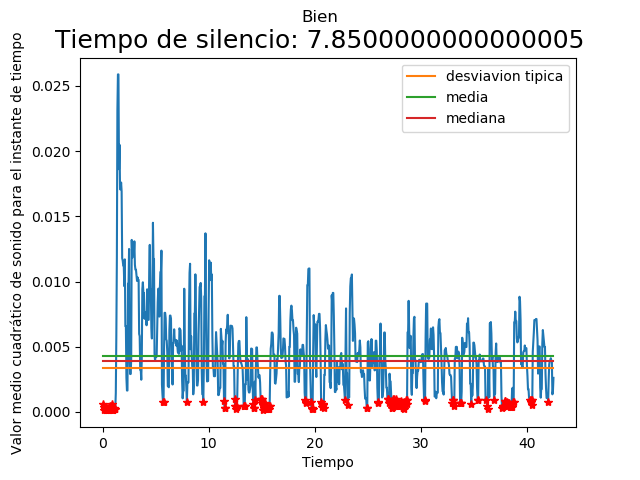 Bien
Tiempo de silencio: 7.8500000000000005
Valor medio cuadrático de sonido para el instante de tiempo
0.025
0.020
0.015
0.010
0.005
0.000
desviavion tipica
media
mediana
0 10 20 30 40
Tiempo